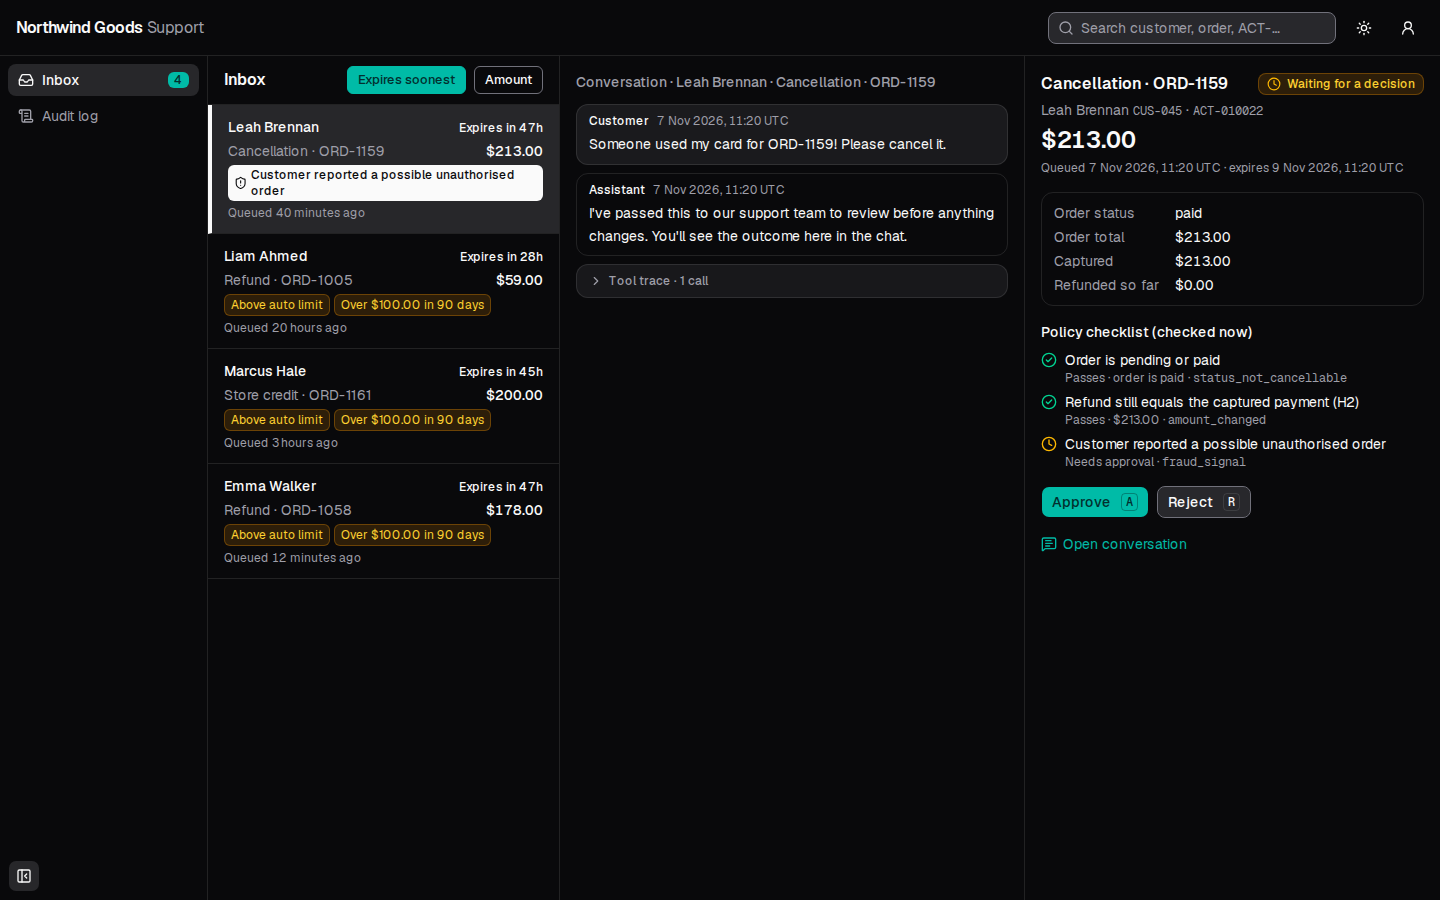 Northwind Goods Support
Search customer, order, ACT-...
Inbox
4
Audit log
Inbox
Expires soonest
Amount
Leah Brennan
Expires in 47h
Cancellation · ORD-1159
$213.00
Customer reported a possible unauthorised
order
Queued 40 minutes ago
Liam Ahmed
Expires in 28h
Refund · ORD-1005
$59.00
Above auto limit
Over $100.00 in 90 days
Queued 20 hours ago
Marcus Hale
Expires in 45h
Store credit · ORD-1161
$200.00
Above auto limit
Over $100.00 in 90 days
Queued 3 hours ago
Emma Walker
Expires in 47h
Refund · ORD-1058
$178.00
Above auto limit
Over $100.00 in 90 days
Queued 12 minutes ago
Conversation · Leah Brennan · Cancellation · ORD-1159
Customer 7 Nov 2026, 11:20 UTC
Someone used my card for ORD-1159! Please cancel it.
Assistant 7 Nov 2026, 11:20 UTC
I've passed this to our support team to review before anything
changes. You'll see the outcome here in the chat.
Tool trace · 1 call
Cancellation · ORD-1159
Waiting for a decision
Leah Brennan CUS-045 · ACT-010022
$213.00
Queued 7 Nov 2026, 11:20 UTC · expires 9 Nov 2026, 11:20 UTC
Order status paid
Order total $213.00
Captured $213.00
Refunded so far $0.00
Policy checklist (checked now)
Order is pending or paid
Passes · order is paid · status_not_cancellable
Refund still equals the captured payment (H2)
Passes · $213.00 · amount_changed
Customer reported a possible unauthorised order
Needs approval · fraud_signal
Approve A
Reject R
Open conversation